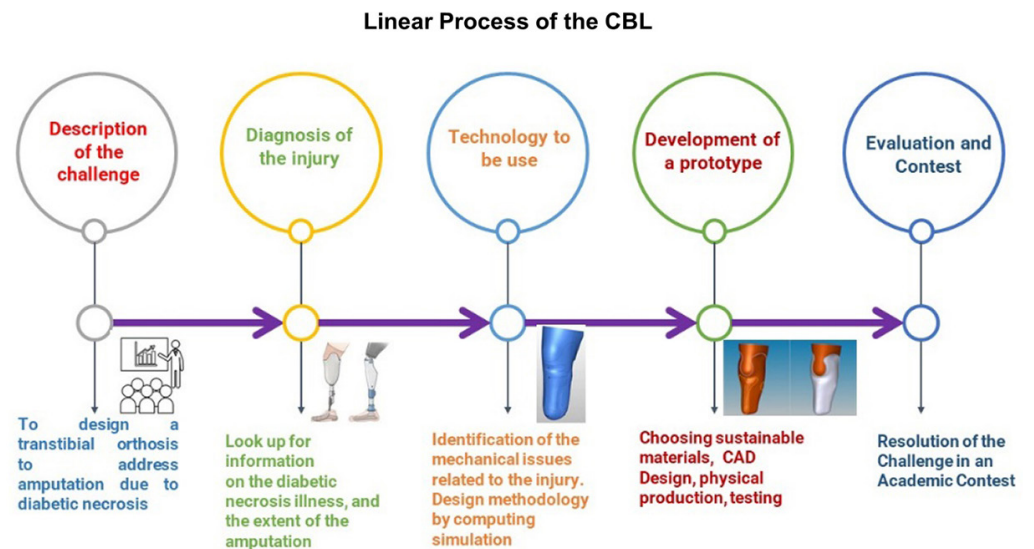 Linear Process of the CBL
Description
of the
challenge
Diagnosis of
the injury
Technology to
be use
Development of
a prototype
Evaluation and
Contest
To design a
transtibial orthosis
to address
amputation due to
diabetic necrosis
Look up for
information
on the diabetic
necrosis illness, and
the extent of the
amputation
Identification of the
mechanical issues
related to the injury.
Design methodology
by computing
simulation
Choosing sustainable
materials, CAD
Design, physical
production, testing
Resolution of the
Challenge in an
Academic Contest